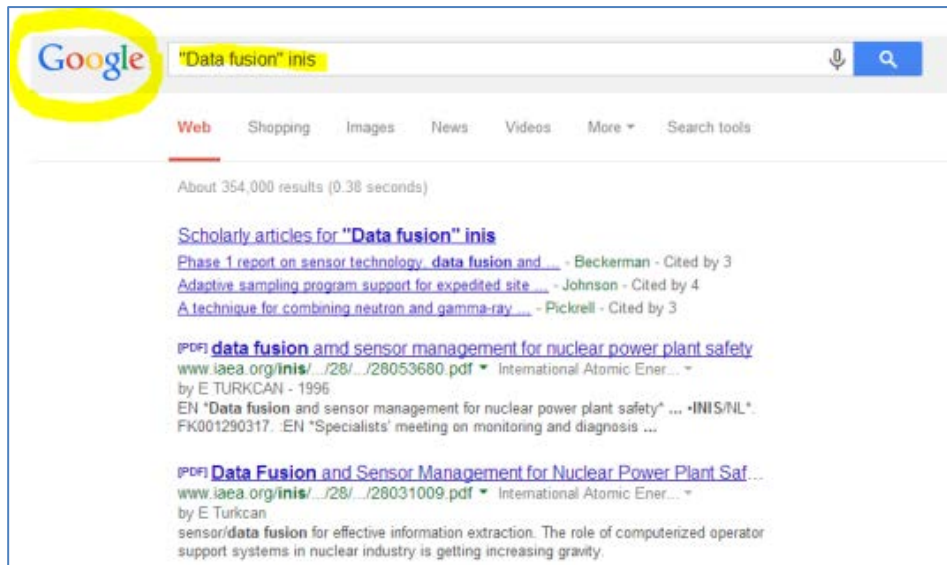 Google
"Data fusion" inis
Web Shopping Images News Videos More Search tools
About 354,000 results (0.38 seconds)
Scholarly articles for "Data fusion" inis
Phase 1 report on sensor technology, data fusion and ... - Beckerman - Cited by 3
Adaptive sampling program support for expedited site ... - Johnson - Cited by 4
A technique for combining neutron and gamma-ray ... - Pickrell - Cited by 3
[PDF] data fusion amd sensor management for nuclear power plant safety
www.iaea.org/inis/.../28/.../28053680.pdf International Atomic Ener...
by E TURKCAN - 1996
EN "Data fusion and sensor management for nuclear power plant safety" ... •INIS/NL".
FK001290317. :EN "Specialists' meeting on monitoring and diagnosis ...
[PDF] Data Fusion and Sensor Management for Nuclear Power Plant Saf...
www.iaea.org/inis/.../28/.../28031009.pdf International Atomic Ener...
by E Turkcan
sensor/data fusion for effective information extraction. The role of computerized operator
support systems in nuclear industry is getting increasing gravity.